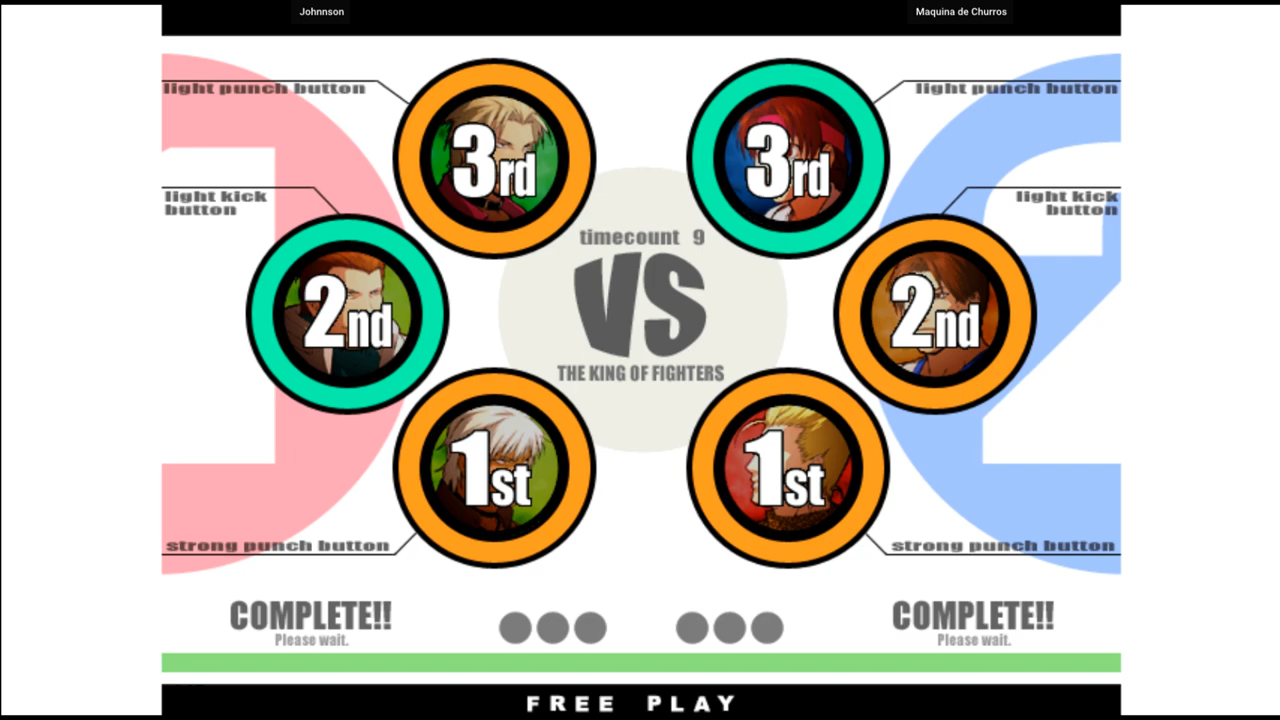 Johnnson
Maquina de Churros
light punch button
light punch button
3rd
3rd
light kick
button
light kick
button
timecount 9
VS
THE KING OF FIGHTERS
2nd
2nd
1st
1st
strong punch button
strong punch button
COMPLETE!!
Please wait.
COMPLETE!!
Please wait.
FREE PLAY